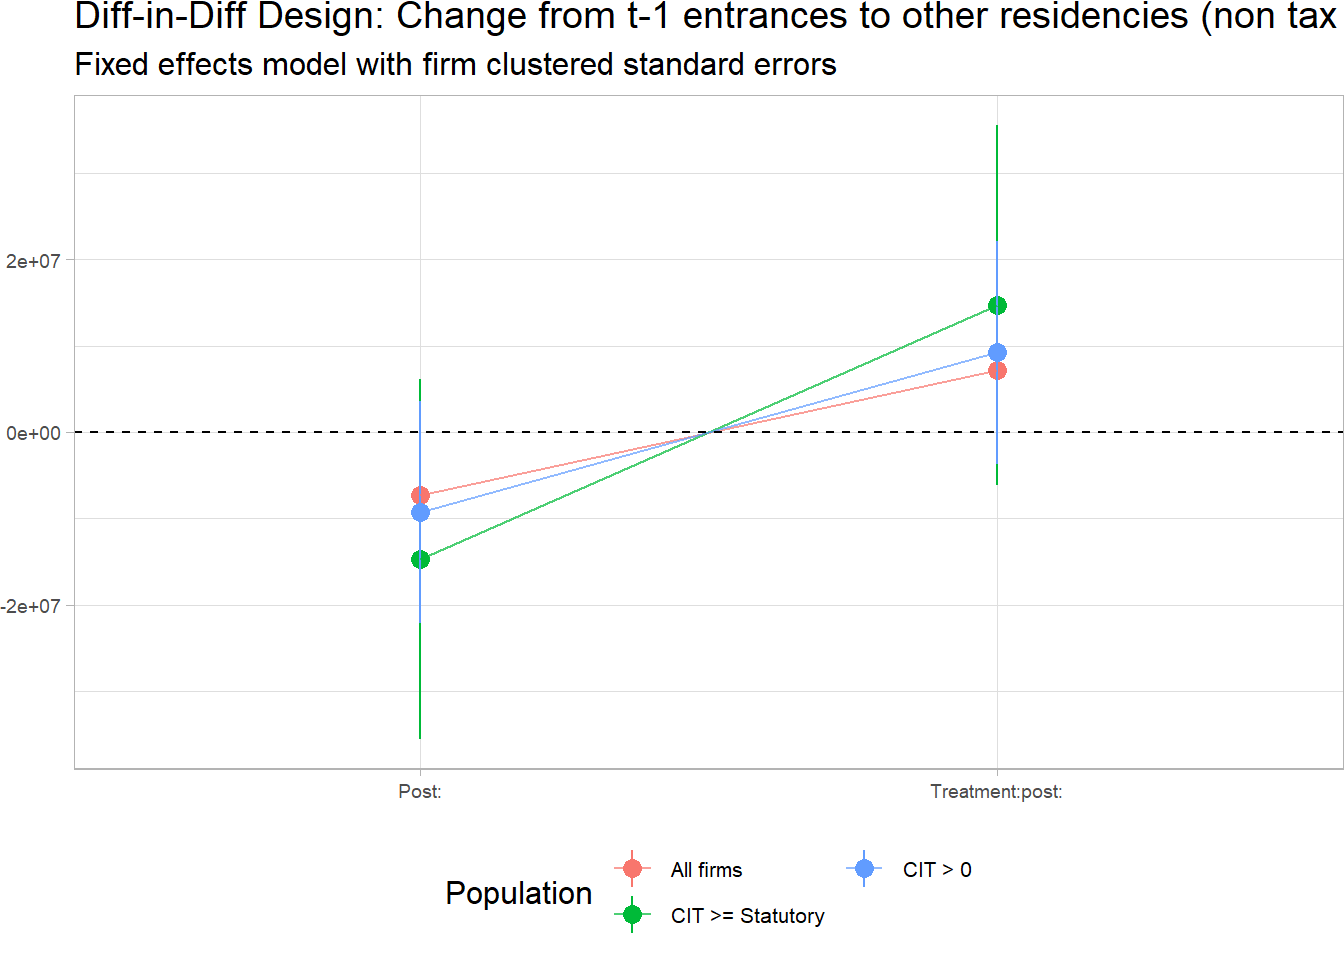 Diff-in-Diff Design: Change from t-1 entrances to other residencies (non tax
Fixed effects model with firm clustered standard errors
2e+07
0e+00
-2e+07
Post:
Treatment:post:
Population
All firms
CIT > 0
CIT >= Statutory